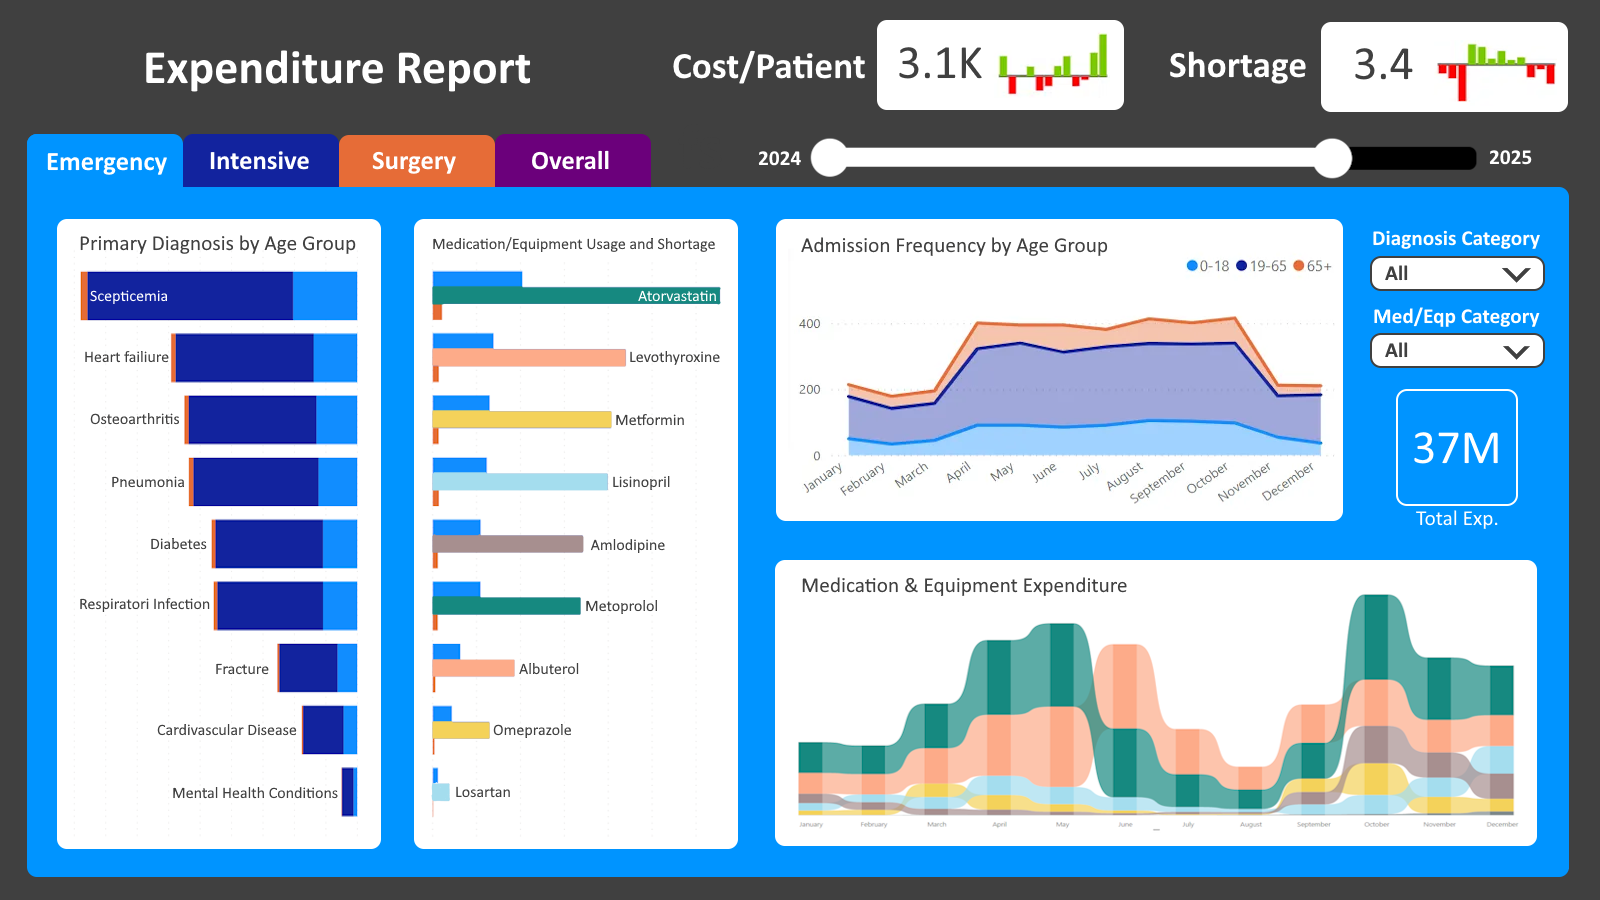 Expenditure Report
Cost/Patient
3.1K
Shortage
3.4
Emergency
Intensive
Surgery
Overall
2024
2025
Primary Diagnosis by Age Group
Scepticemia
Heart failiure
Osteoarthritis
Pneumonia
Diabetes
Respiratori Infection
Fracture
Cardivascular Disease
Mental Health Conditions
Medication/Equipment Usage and Shortage
Atorvastatin
Levothyroxine
Metformin
Lisinopril
Amlodipine
Metoprolol
Albuterol
Omeprazole
Losartan
Admission Frequency by Age Group
0-18 19-65 65+
400
200
0
January February March April May June July August September October November December
Diagnosis Category
All
Med/Eqp Category
All
37M
Total Exp.
Medication & Equipment Expenditure
January February March April May June July August September October November December